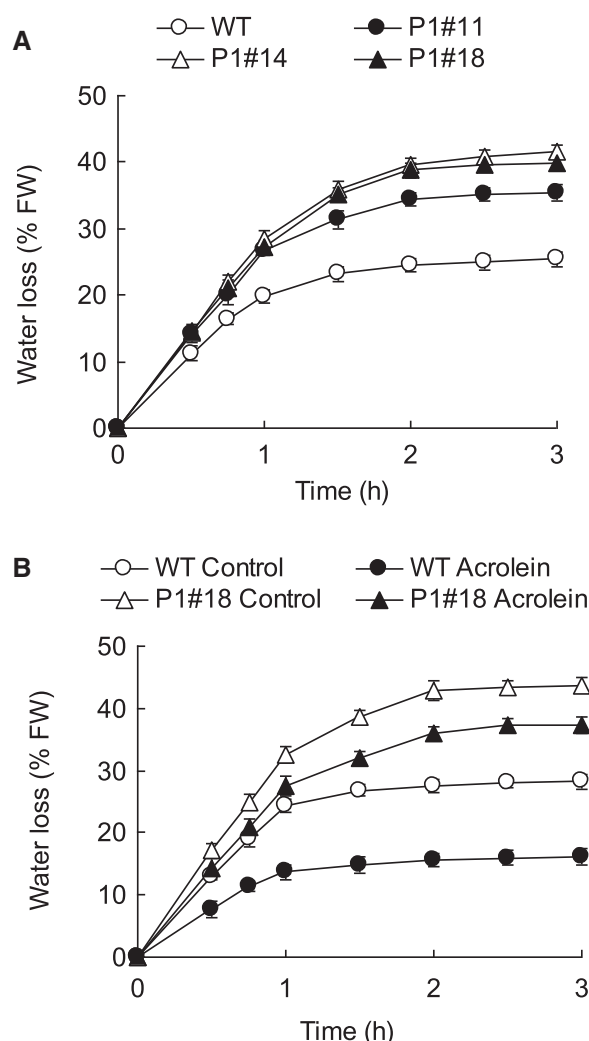 A
WT
P1#11
P1#14
P1#18
50
40
30
20
10
0
Water loss (% FW)
0 1 2 3
Time (h)
B
WT Control
WT Acrolein
P1#18 Control
P1#18 Acrolein
50
40
30
20
10
0
Water loss (% FW)
0 1 2 3
Time (h)